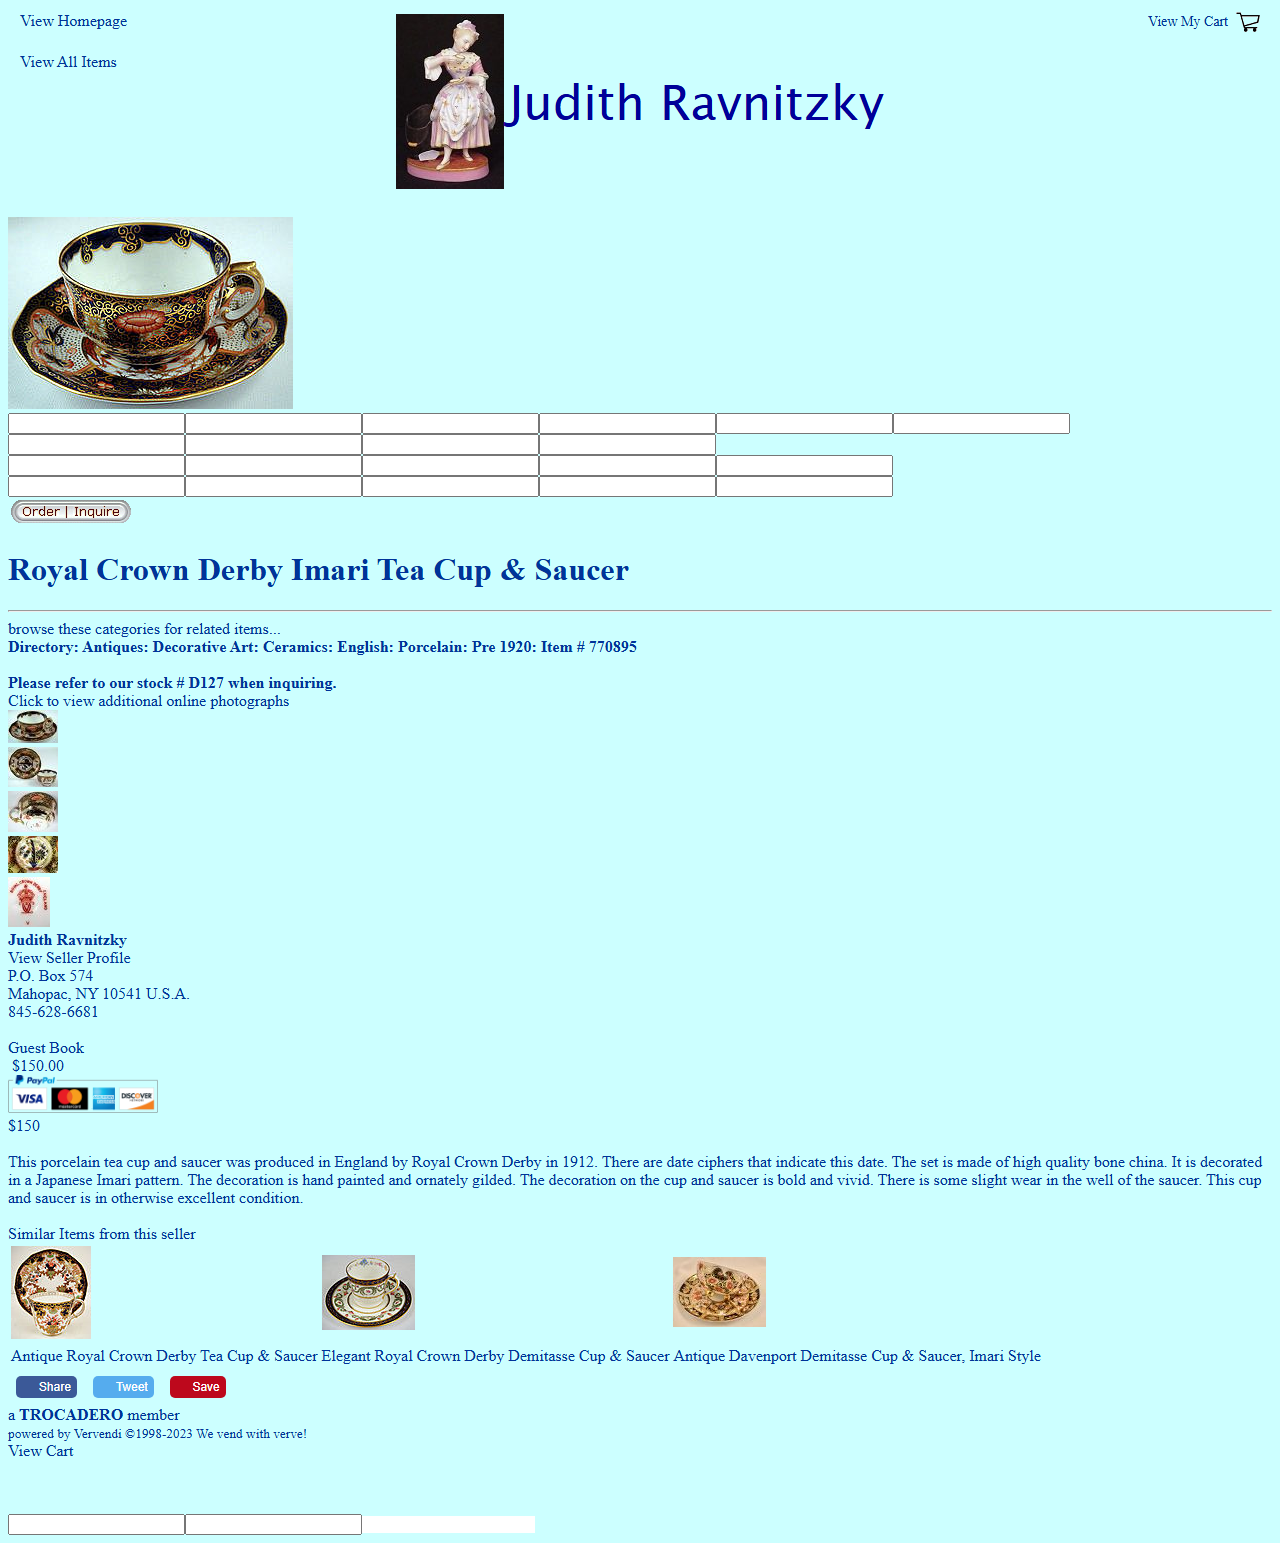 View Homepage
View My Cart
View All Items
Judith Ravnitzky
Order | Inquire
Royal Crown Derby Imari Tea Cup & Saucer
browse these categories for related items...
Directory: Antiques: Decorative Art: Ceramics: English: Porcelain: Pre 1920: Item # 770895
Please refer to our stock # D127 when inquiring.
Click to view additional online photographs
ROYAL CROWN DERBY ENGLAND
Judith Ravnitzky
View Seller Profile
P.O. Box 574
Mahopac, NY 10541 U.S.A.
845-628-6681
Guest Book
$150.00
PayPal
VISA mastercard DISCOVER
$150
This porcelain tea cup and saucer was produced in England by Royal Crown Derby in 1912. There are date ciphers that indicate this date. The set is made of high quality bone china. It is decorated
in a Japanese Imari pattern. The decoration is hand painted and ornately gilded. The decoration on the cup and saucer is bold and vivid. There is some slight wear in the well of the saucer. This cup
and saucer is in otherwise excellent condition.
Similar Items from this seller
Antique Royal Crown Derby Tea Cup & Saucer Elegant Royal Crown Derby Demitasse Cup & Saucer Antique Davenport Demitasse Cup & Saucer, Imari Style
Share Tweet Save
a TROCADERO member
powered by Vervendi ©1998-2023 We vend with verve!
View Cart